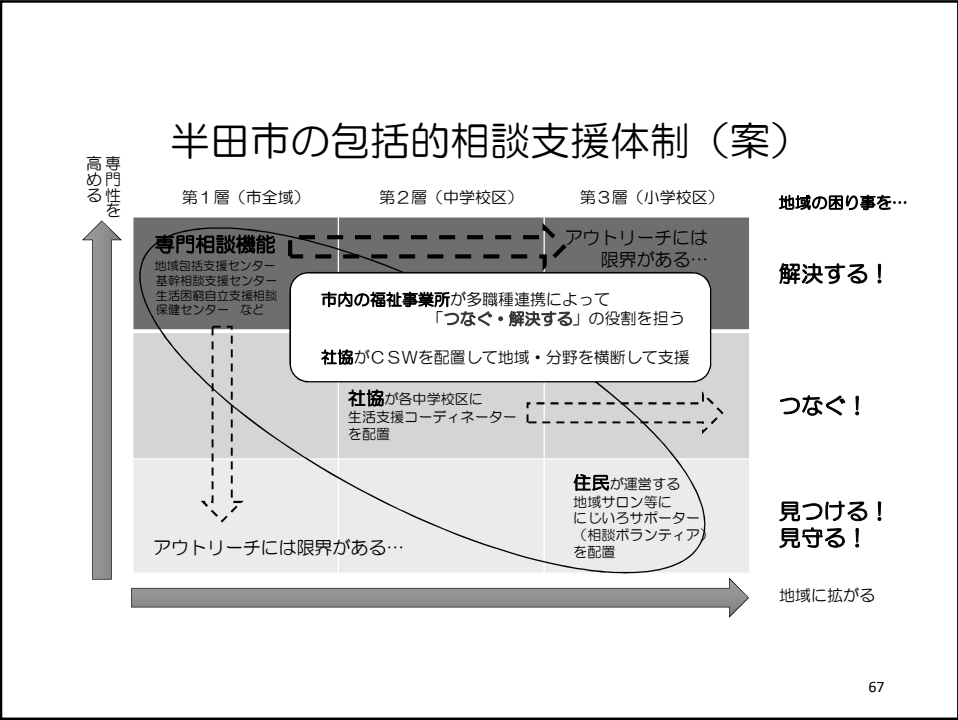 半田市の包括的相談支援体制（案）
専門性を
高める
第１層（市全域）
第２層（中学校区）
第３層（小学校区）
地域の困り事を…
専門相談機能
地域包括支援センター
基幹相談支援センター
生活困窮自立支援相談
保健センター　など
アウトリーチには
限界がある…
解決する！
市内の福祉事業所が多職種連携によって
「つなぐ・解決する」の役割を担う
社協がＣＳＷを配置して地域・分野を横断して支援
社協が各中学校区に
生活支援コーディネーター
を配置
つなぐ！
住民が運営する
地域サロン等に
にじいろサポーター
（相談ボランティア）
を配置
見つける！
見守る！
アウトリーチには限界がある…
地域に拡がる
67